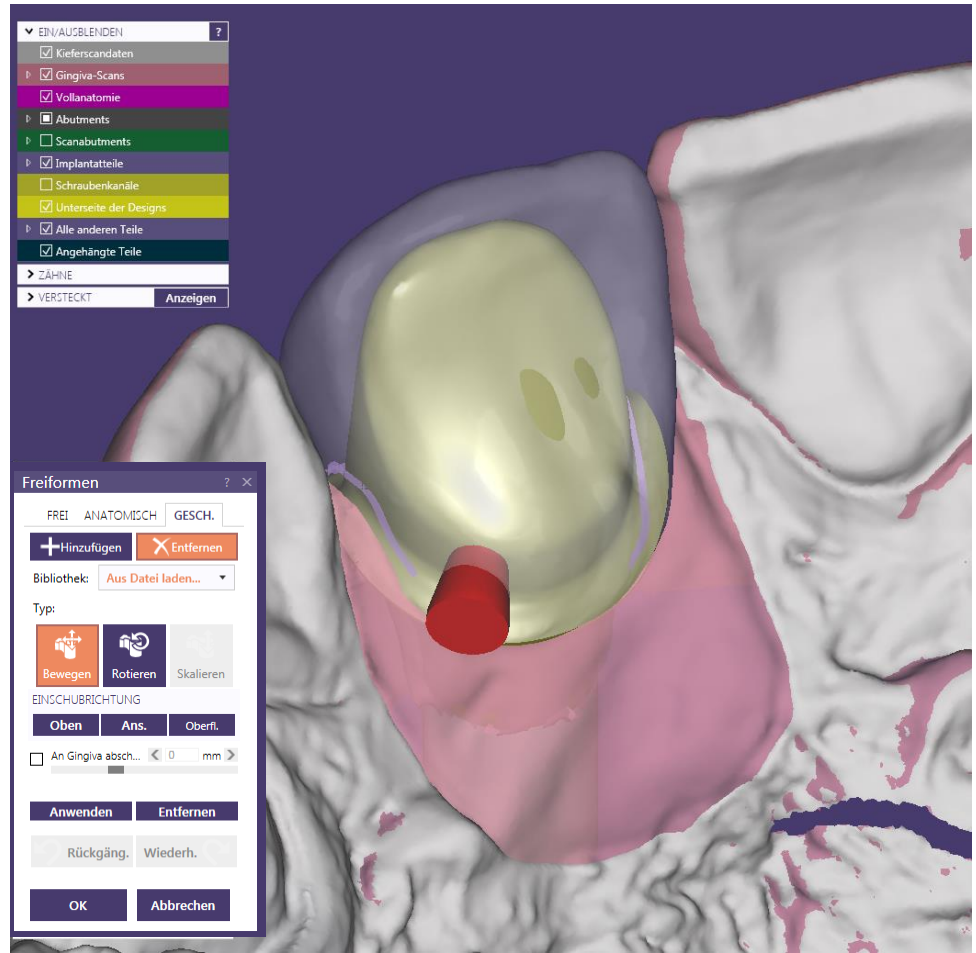 EIN/AUSBLENDEN ?
Kieferscandaten
Gingiva-Scans
Vollanatomie
Abutments
Scanabutments
Implantatteile
Schraubenkanäle
Unterseite der Designs
Alle anderen Teile
Angehängte Teile
ZÄHNE
VERSTECKT Anzeigen
Freiformen ?
FREI ANATOMISCH GESCH.
Hinzufügen Entfernen
Bibliothek: Aus Datei laden...
Typ:
Bewegen Rotieren Skalieren
EINSCHUBRICHTUNG
Oben Ans. Oberfl.
An Gingiva absch... 0 mm
Anwenden Entfernen
Rückgäng. Wiederh.
OK Abbrechen